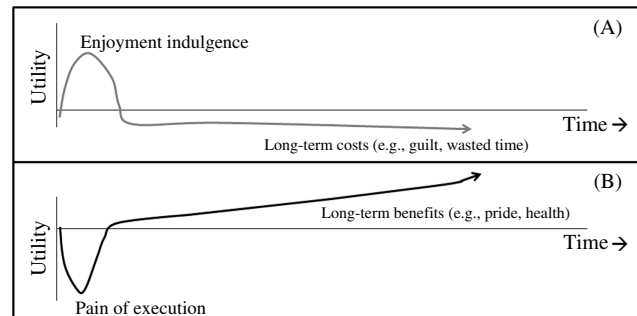 (A)
Enjoyment indulgence
Utility
Time →
Long-term costs (e.g., guilt, wasted time)
(B)
Long-term benefits (e.g., pride, health)
Utility
Time →
Pain of execution